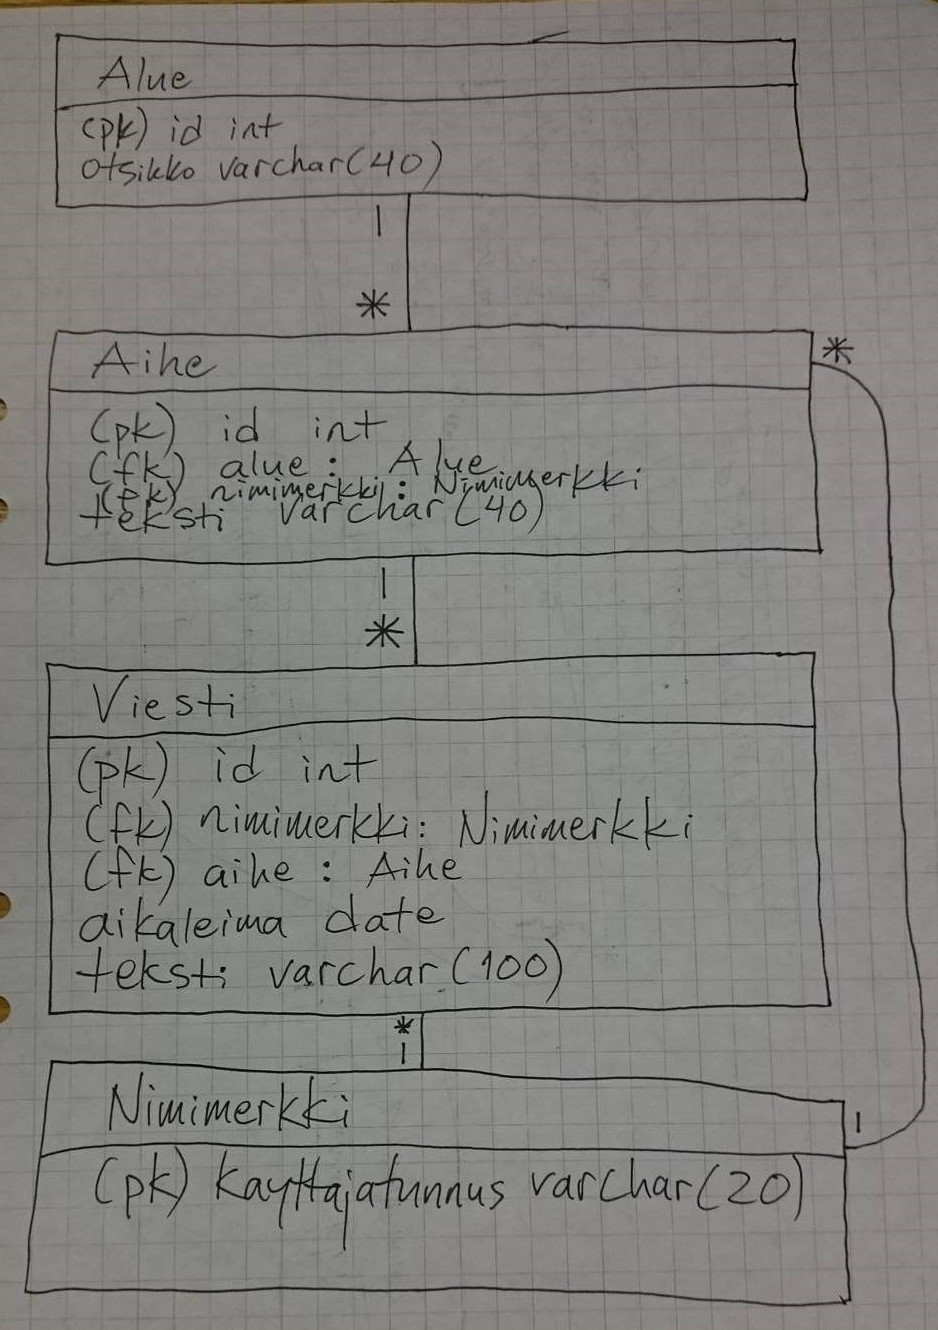 Alue
(pk) id int
otsikko varchar(40)
1
*
Aihe
*
(pk) id int
(fk) alue: Alue
(fk) nimimerkki: Nimimerkki
teksti varchar(40)
1
*
Viesti
(pk) id int
(fk) nimimerkki: Nimimerkki
(fk) aihe : Aihe
aikaleima date
teksti varchar(100)
*
1
Nimimerkki
1
(pk) kayttajatunnus varchar(20)